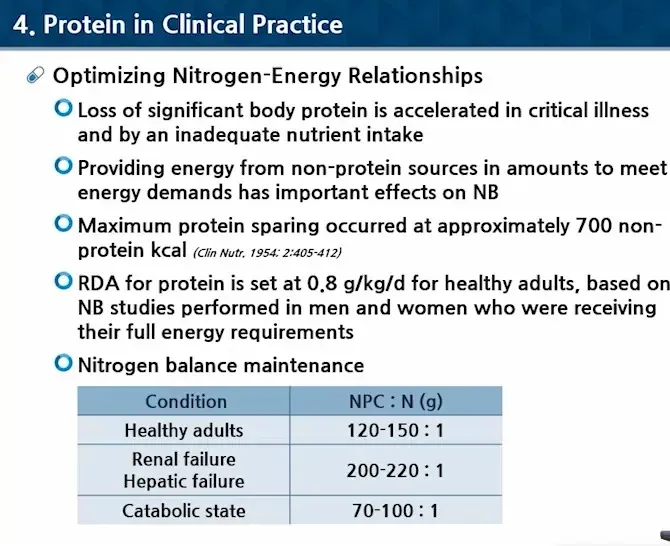 4. Protein in Clinical Practice
Optimizing Nitrogen-Energy Relationships
Loss of significant body protein is accelerated in critical illness
and by an inadequate nutrient intake
Providing energy from non-protein sources in amounts to meet
energy demands has important effects on NB
Maximum protein sparing occurred at approximately 700 non-
protein kcal (Clin Nutr. 1954: 2:405-412)
RDA for protein is set at 0.8 g/kg/d for healthy adults, based on
NB studies performed in men and women who were receiving
their full energy requirements
Nitrogen balance maintenance
Condition NPC : N (g)
Healthy adults 120-150 : 1
Renal failure
Hepatic failure 200-220 : 1
Catabolic state 70-100 : 1